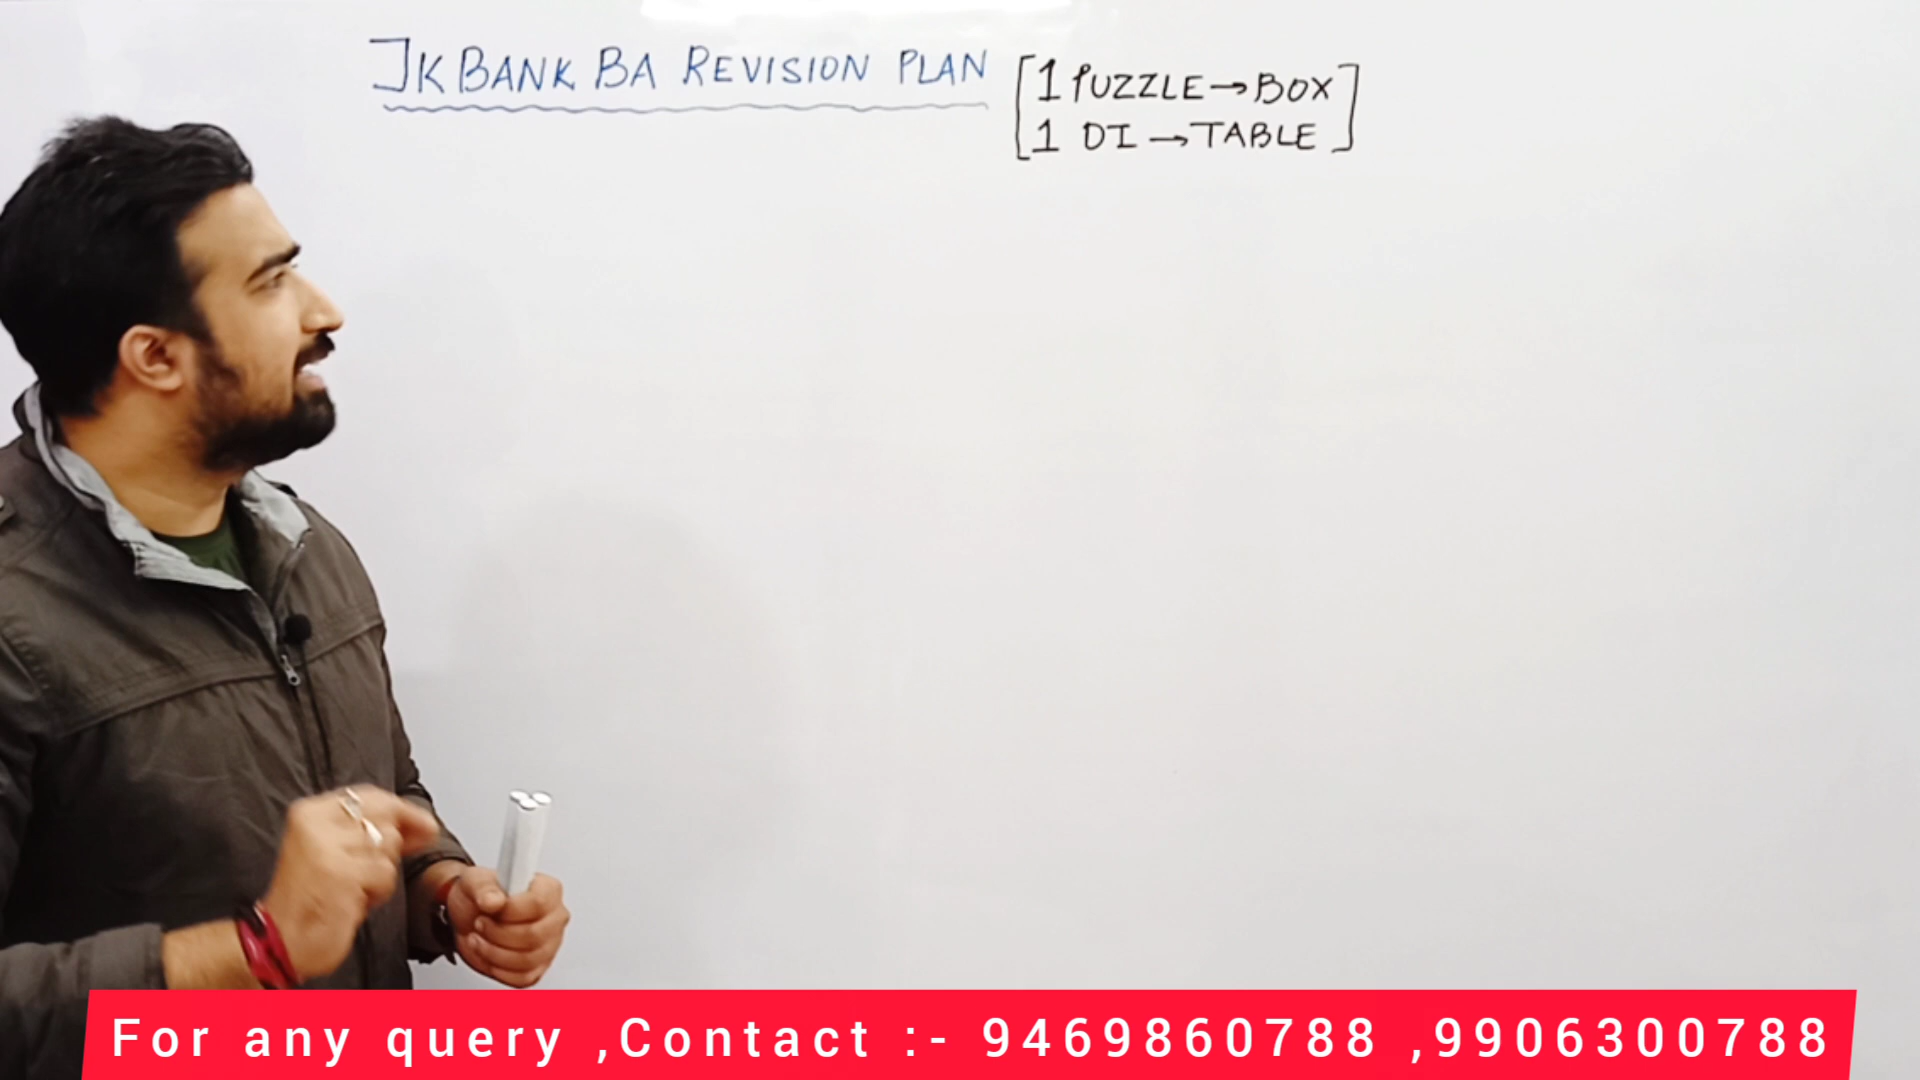 JK BANK BA REVISION PLAN
1 PUZZLE → BOX
1 DI → TABLE
For any query ,Contact :- 9469860788 ,9906300788